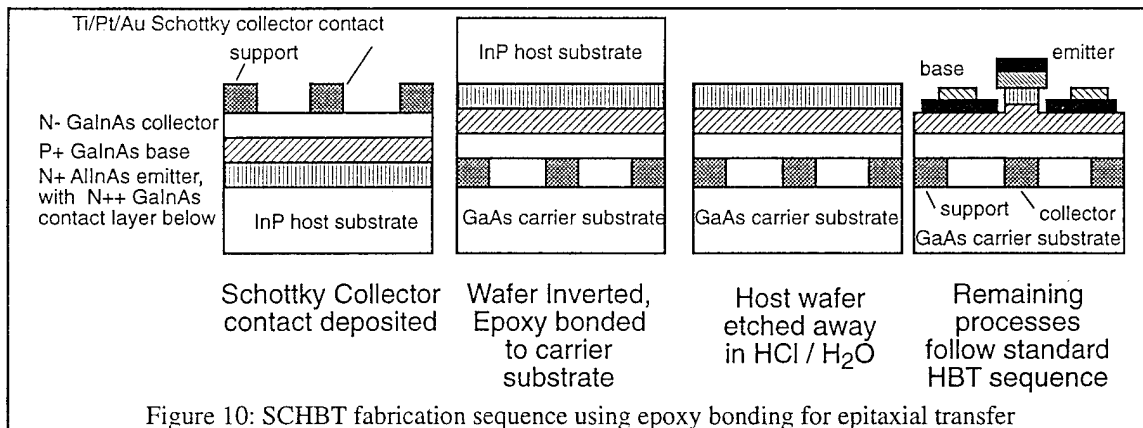 Ti/Pt/Au Schottky collector contact
support
N- GaInAs collector
P+ GaInAs base
N+ AlInAs emitter,
with N++ GaInAs
contact layer below
InP host substrate
Schottky Collector
contact deposited
InP host substrate
GaAs carrier substrate
Wafer Inverted,
Epoxy bonded
to carrier
substrate
GaAs carrier substrate
Host wafer
etched away
in HCl / H2O
emitter
base
support
collector
GaAs carrier substrate
Remaining
processes
follow standard
HBT sequence
Figure 10: SCHBT fabrication sequence using epoxy bonding for epitaxial transfer